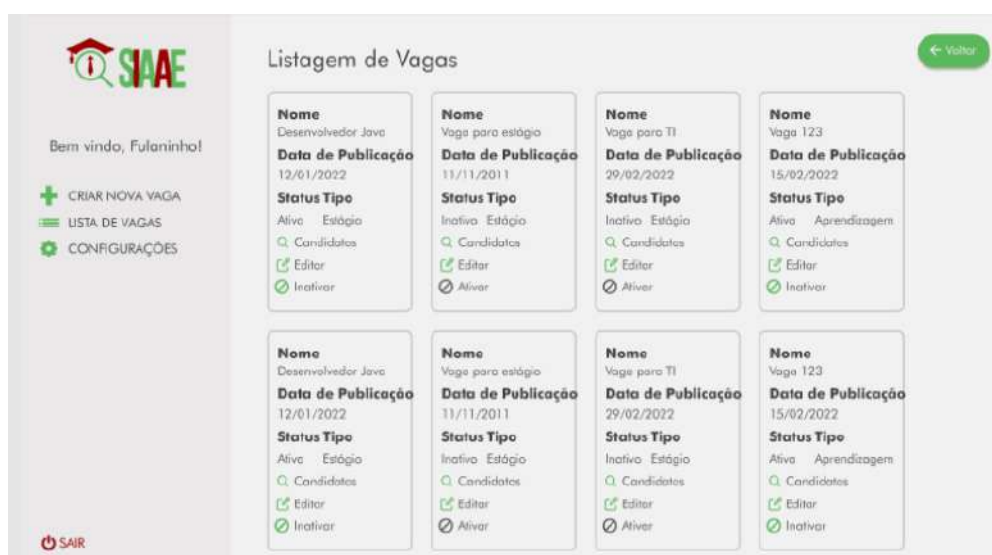 SIAAE
Bem vindo, Fulaninho!
CRIAR NOVA VAGA
LISTA DE VAGAS
CONFIGURAÇÕES
SAIR
Listagem de Vagas
← Voltar
Nome
Desenvolvedor Java
Data de Publicação
12/01/2022
Status Tipo
Ativo Estágio
Candidatos
Editar
Inativar
Nome
Vaga para estágio
Data de Publicação
11/11/2011
Status Tipo
Inativo Estágio
Candidatos
Editar
Ativar
Nome
Vaga para TI
Data de Publicação
29/02/2022
Status Tipo
Inativo Estágio
Candidatos
Editar
Ativar
Nome
Vaga 123
Data de Publicação
15/02/2022
Status Tipo
Ativo Aprendizagem
Candidatos
Editar
Inativar
Nome
Desenvolvedor Java
Data de Publicação
12/01/2022
Status Tipo
Ativo Estágio
Candidatos
Editar
Inativar
Nome
Vaga para estágio
Data de Publicação
11/11/2011
Status Tipo
Inativo Estágio
Candidatos
Editar
Ativar
Nome
Vaga para TI
Data de Publicação
29/02/2022
Status Tipo
Inativo Estágio
Candidatos
Editar
Ativar
Nome
Vaga 123
Data de Publicação
15/02/2022
Status Tipo
Ativo Aprendizagem
Candidatos
Editar
Inativar